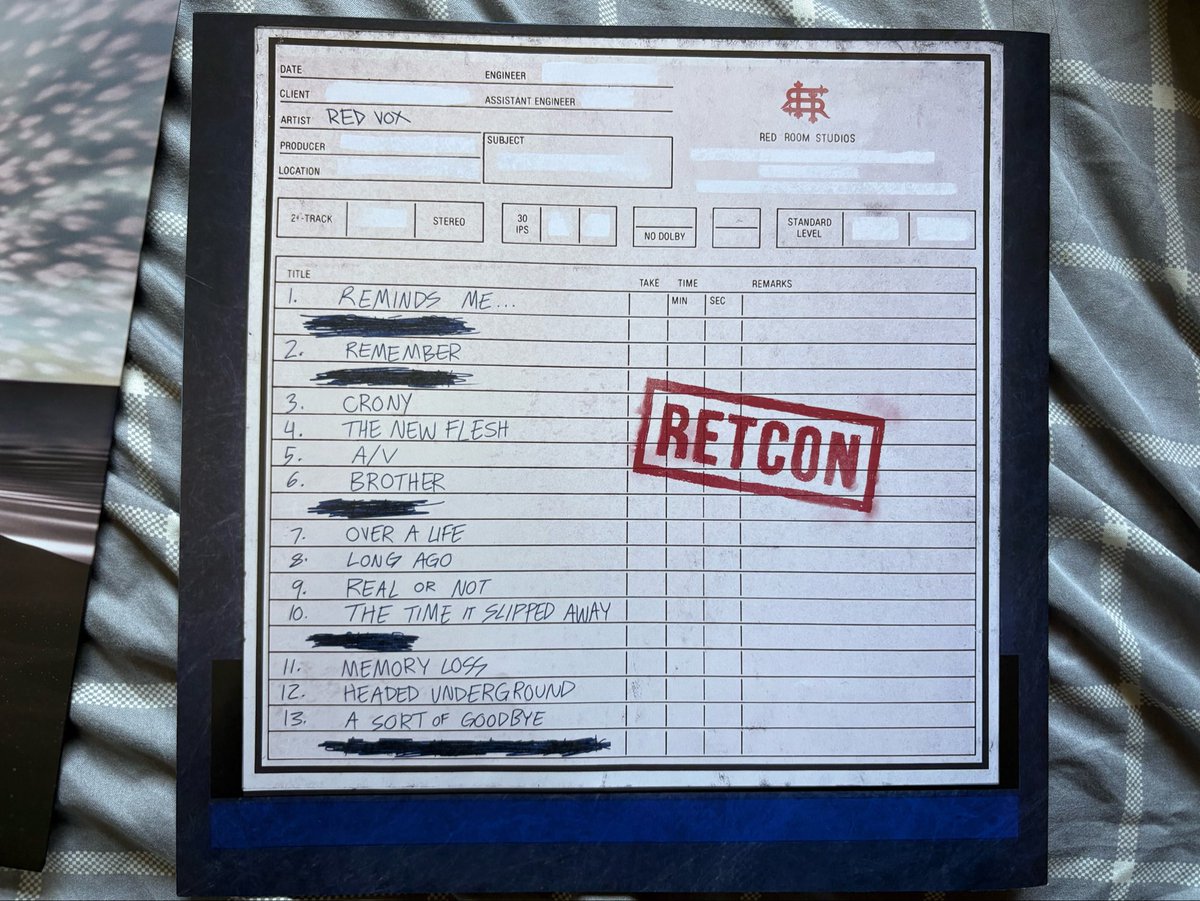 DATE
ENGINEER
CLIENT
ASSISTANT ENGINEER
ARTIST RED VOX
PRODUCER
SUBJECT
LOCATION
RED ROOM STUDIOS
24-TRACK STEREO
30 IPS
NO DOLBY
STANDARD LEVEL
TITLE TAKE TIME REMARKS
MIN SEC
1. REMINDS ME...
2. REMEMBER
3. CRONY
4. THE NEW FLESH
5. A/V
6. BROTHER
7. OVER A LIFE
8. LONG AGO
9. REAL OR NOT
10. THE TIME IT SLIPPED AWAY
11. MEMORY LOSS
12. HEADED UNDERGROUND
13. A SORT OF GOODBYE
RETCON